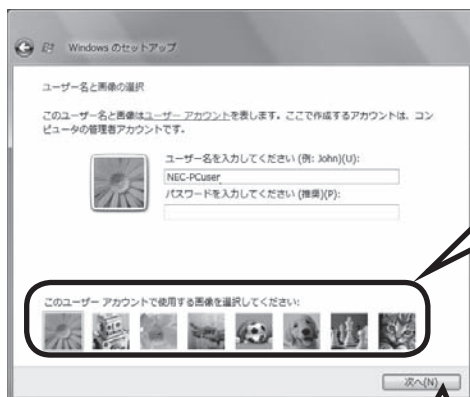 Windows のセットアップ
ユーザー名と画像の選択
このユーザー名と画像はユーザー アカウントを表します。ここで作成するアカウントは、コン
ピュータの管理者アカウントです。
ユーザー名を入力してください (例: John)(U):
NEC-PCuser
パスワードを入力してください (推奨)(P):
このユーザー アカウントで使用する画像を選択してください:
次へ(N)